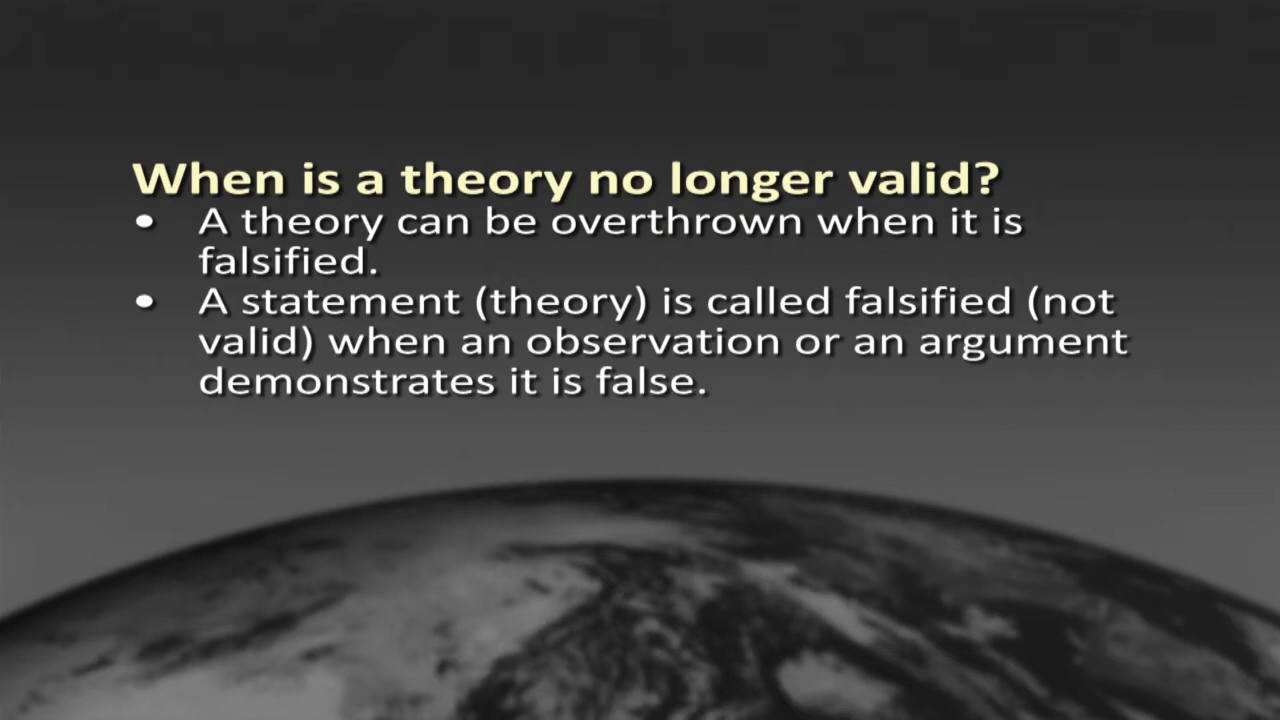 When is a theory no longer valid?
• A theory can be overthrown when it is
falsified.
• A statement (theory) is called falsified (not
valid) when an observation or an argument
demonstrates it is false.